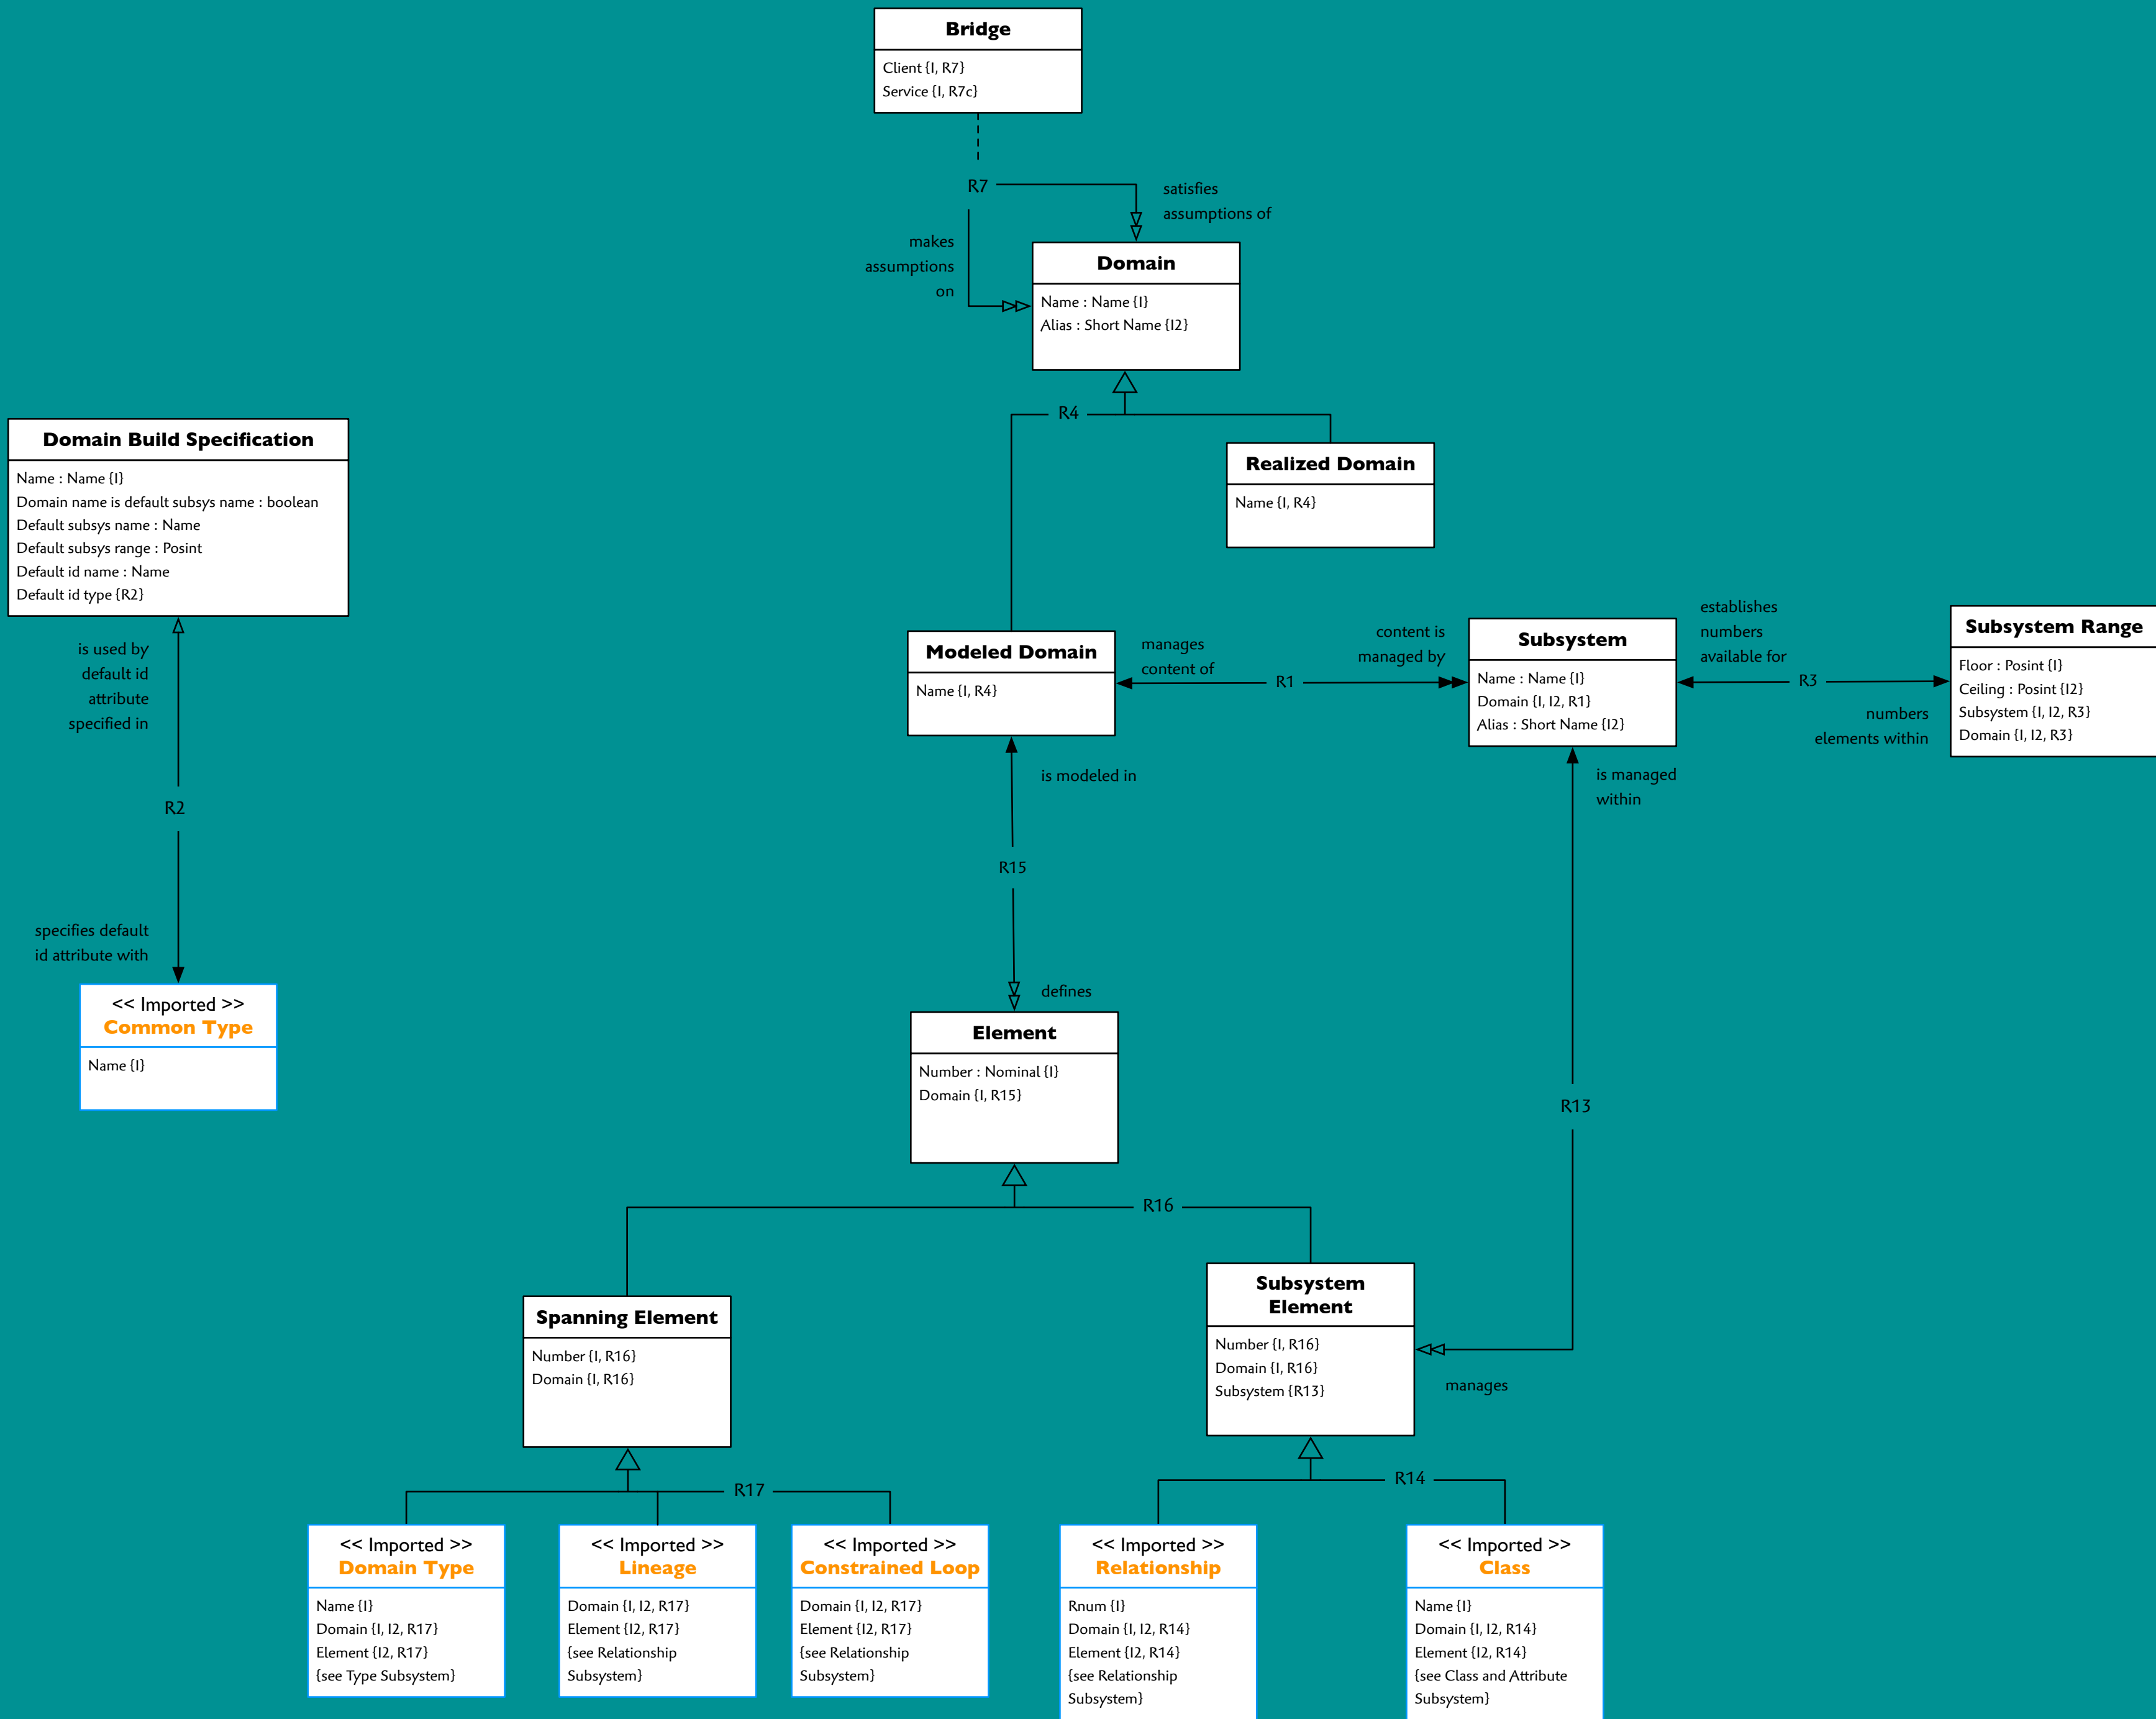 Bridge
Client {I, R7}
Service {I, R7c}
R7
satisfies
assumptions of
makes
assumptions
on
Domain
Name : Name {I}
Alias : Short Name {I2}
R4
Domain Build Specification
Name : Name {I}
Domain name is default subsys name : boolean
Default subsys name : Name
Default subsys range : Posint
Default id name : Name
Default id type {R2}
Realized Domain
Name {I, R4}
is used by
default id
attribute
specified in
R2
specifies default
id attribute with
<< Imported >>
Common Type
Name {I}
Modeled Domain
Name {I, R4}
manages
content of
R1
content is
managed by
Subsystem
Name : Name {I}
Domain {I, I2, R1}
Alias : Short Name {I2}
establishes
numbers
available for
R3
numbers
elements within
Subsystem Range
Floor : Posint {I}
Ceiling : Posint {I2}
Subsystem {I, I2, R3}
Domain {I, I2, R3}
is modeled in
R15
defines
is managed
within
R13
manages
Element
Number : Nominal {I}
Domain {I, R15}
R16
Spanning Element
Number {I, R16}
Domain {I, R16}
Subsystem
Element
Number {I, R16}
Domain {I, R16}
Subsystem {R13}
R17
R14
<< Imported >>
Domain Type
Name {I}
Domain {I, I2, R17}
Element {I2, R17}
{see Type Subsystem}
<< Imported >>
Lineage
Domain {I, I2, R17}
Element {I2, R17}
{see Relationship
Subsystem}
<< Imported >>
Constrained Loop
Domain {I, I2, R17}
Element {I2, R17}
{see Relationship
Subsystem}
<< Imported >>
Relationship
Rnum {I}
Domain {I, I2, R14}
Element {I2, R14}
{see Relationship
Subsystem}
<< Imported >>
Class
Name {I}
Domain {I, I2, R14}
Element {I2, R14}
{see Class and Attribute
Subsystem}